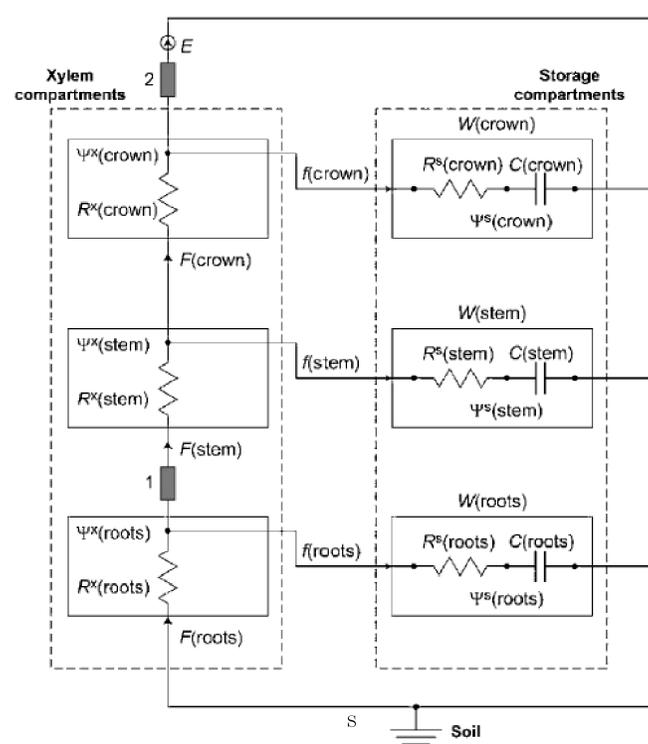 E
Xylem
compartments
2
Storage
compartments
W(crown)
Ψˣ(crown)
Rˣ(crown)
f(crown)
Rˢ(crown) C(crown)
Ψˢ(crown)
F(crown)
W(stem)
Ψˣ(stem)
Rˣ(stem)
f(stem)
Rˢ(stem) C(stem)
Ψˢ(stem)
F(stem)
1
W(roots)
Ψˣ(roots)
Rˣ(roots)
f(roots)
Rˢ(roots) C(roots)
Ψˢ(roots)
F(roots)
S
Soil